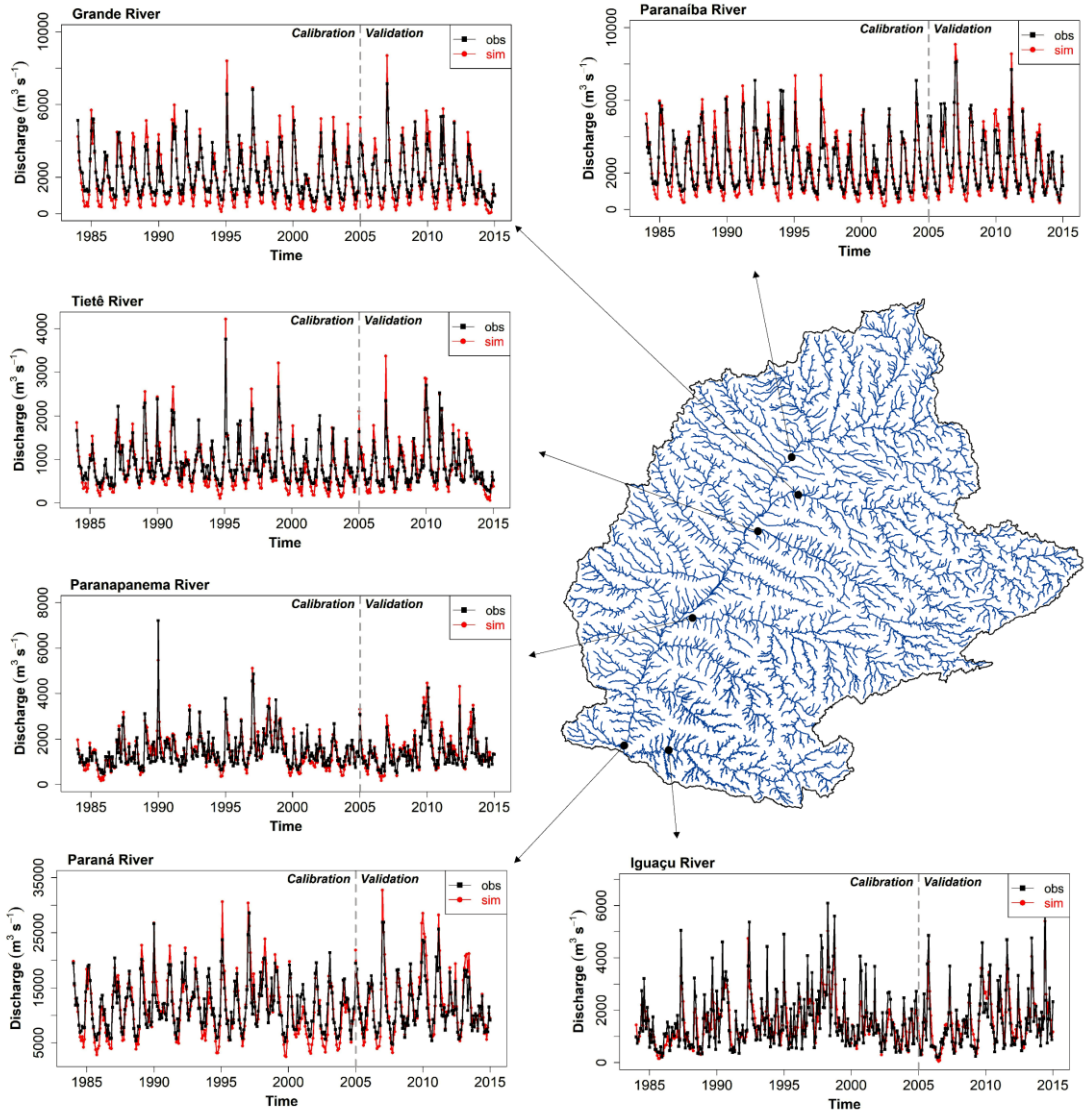 Grande River
Calibration
Validation
obs
sim
Discharge (m³ s⁻¹)
0 2000 6000 10000
1985 1990 1995 2000 2005 2010 2015
Time
Paranaíba River
Calibration
Validation
obs
sim
Discharge (m³ s⁻¹)
0 2000 4000 6000 8000 10000
1985 1990 1995 2000 2005 2010 2015
Time
Tietê River
Calibration
Validation
obs
sim
Discharge (m³ s⁻¹)
0 1000 2000 3000 4000
1985 1990 1995 2000 2005 2010 2015
Time
Paranapanema River
Calibration
Validation
obs
sim
Discharge (m³ s⁻¹)
0 2000 4000 6000 8000
1985 1990 1995 2000 2005 2010 2015
Time
Paraná River
Calibration
Validation
obs
sim
Discharge (m³ s⁻¹)
5000 15000 25000 35000
1985 1990 1995 2000 2005 2010 2015
Time
Iguaçu River
Calibration
Validation
obs
sim
Discharge (m³ s⁻¹)
0 2000 4000 6000
1985 1990 1995 2000 2005 2010 2015
Time